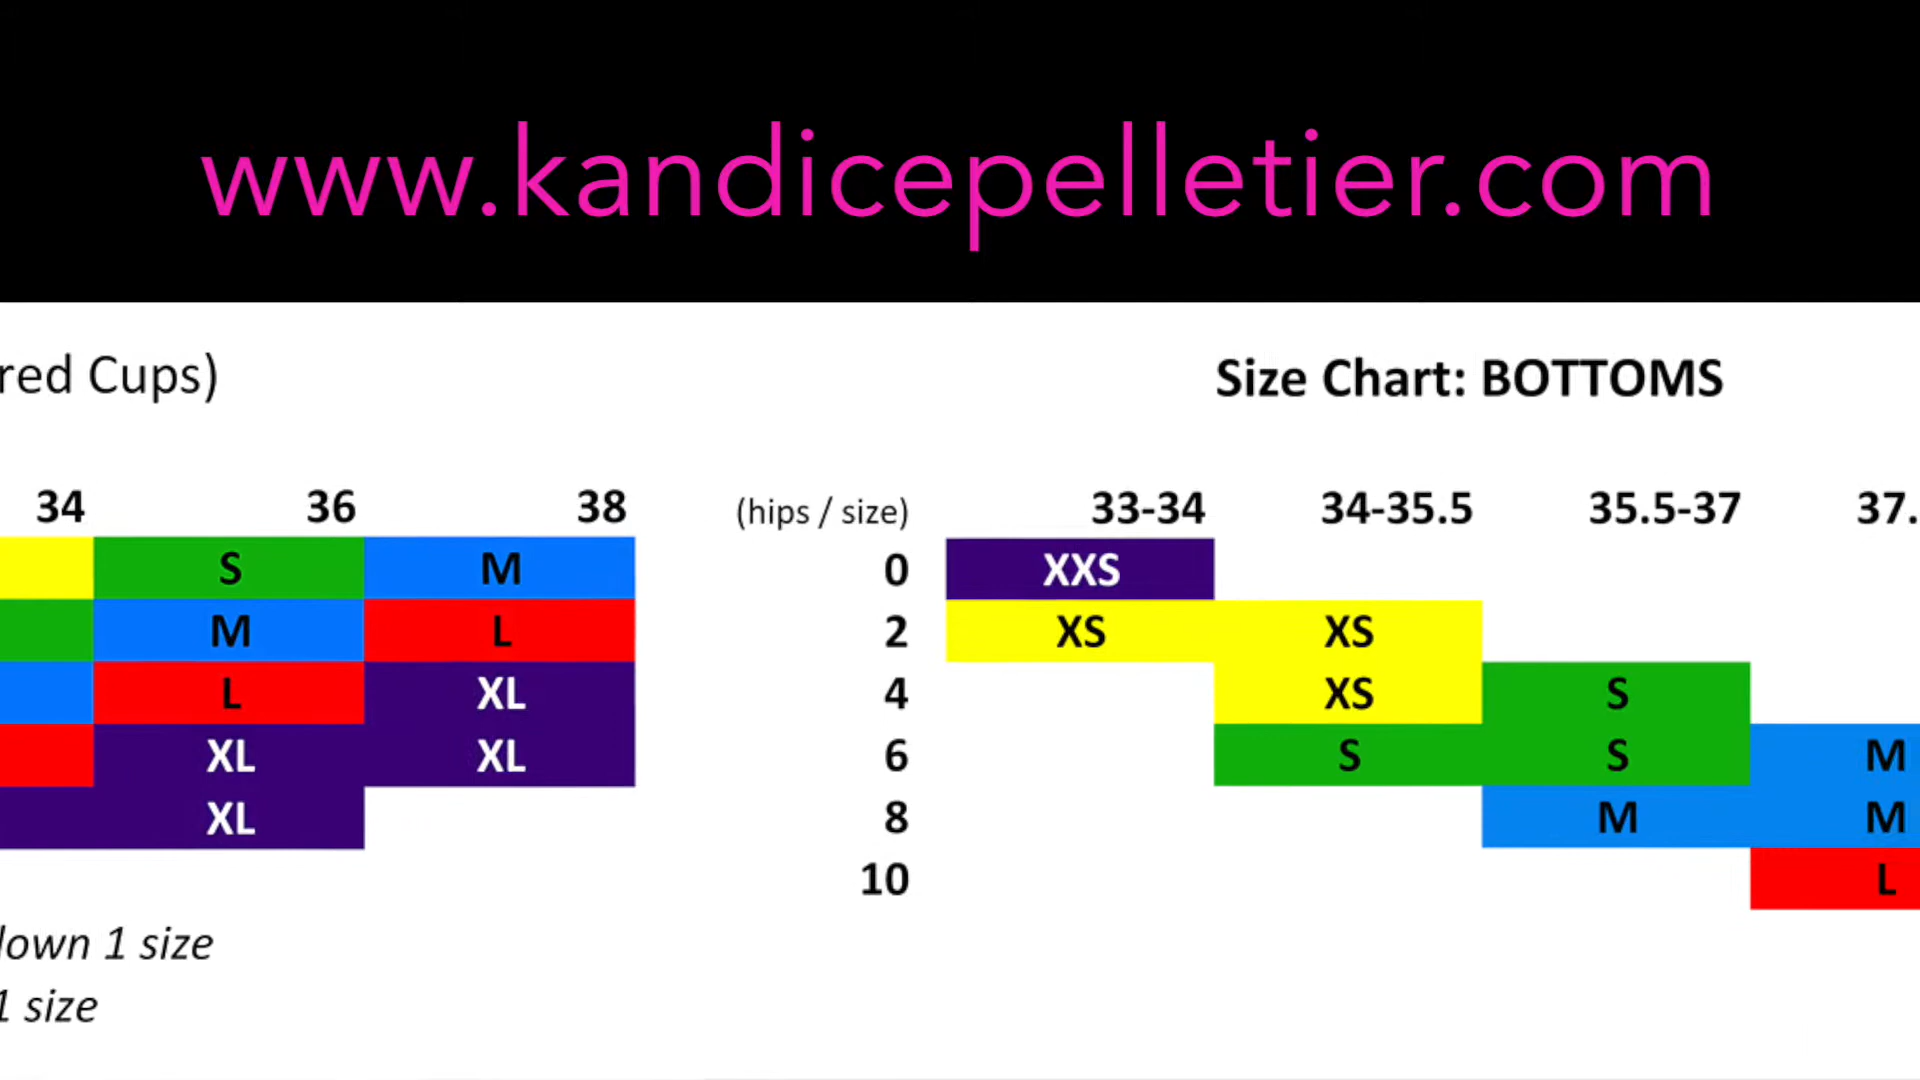 www.kandicepelletier.com
red Cups)
34 36 38
S M
M L
L XL
XL XL
XL
down 1 size
1 size
Size Chart: BOTTOMS
(hips / size) 33-34 34-35.5 35.5-37 37.
0 XXS
2 XS XS
4 XS S
6 S S M
8 M M
10 L